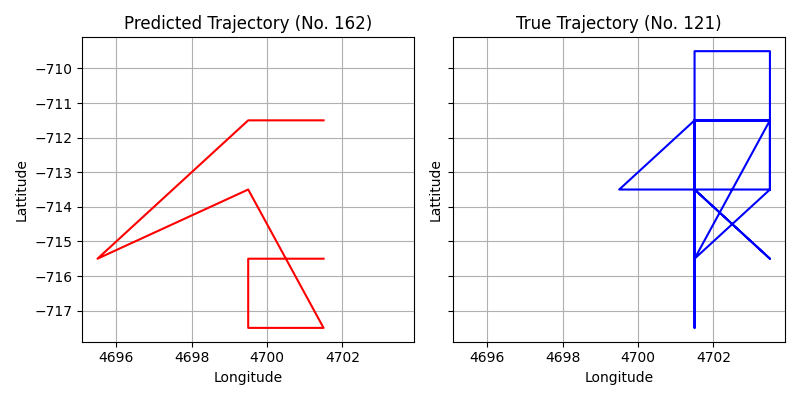 Predicted Trajectory (No. 162)
True Trajectory (No. 121)
−710
−711
−712
−713
−714
−715
−716
−717
Lattitude
Lattitude
4696
4698
4700
4702
4696
4698
4700
4702
Longitude
Longitude